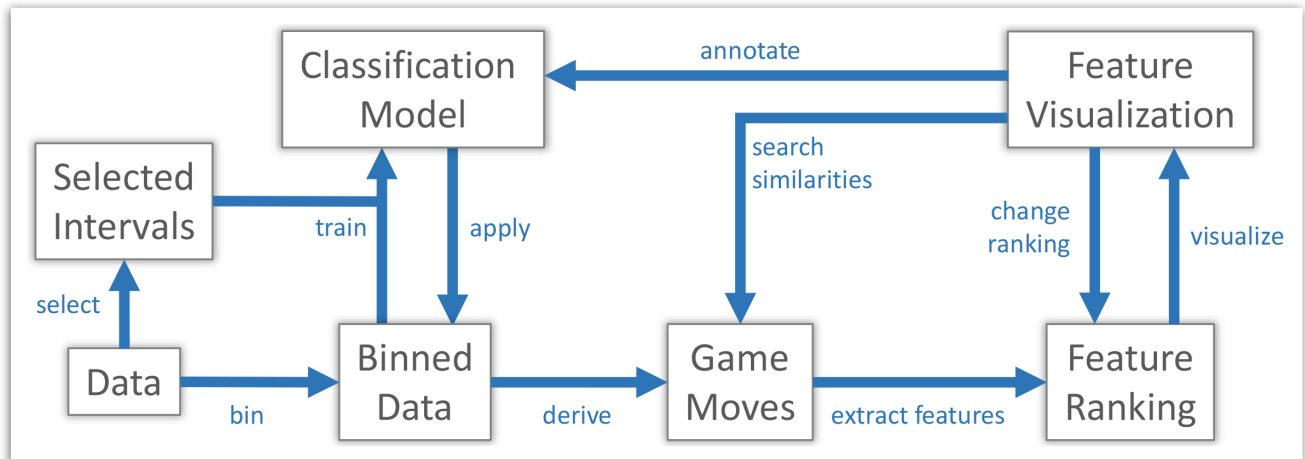 Classification
Model
annotate
Feature
Visualization
search
similarities
Selected
Intervals
train
apply
change
ranking
visualize
select
Data
bin
Binned
Data
derive
Game
Moves
extract features
Feature
Ranking